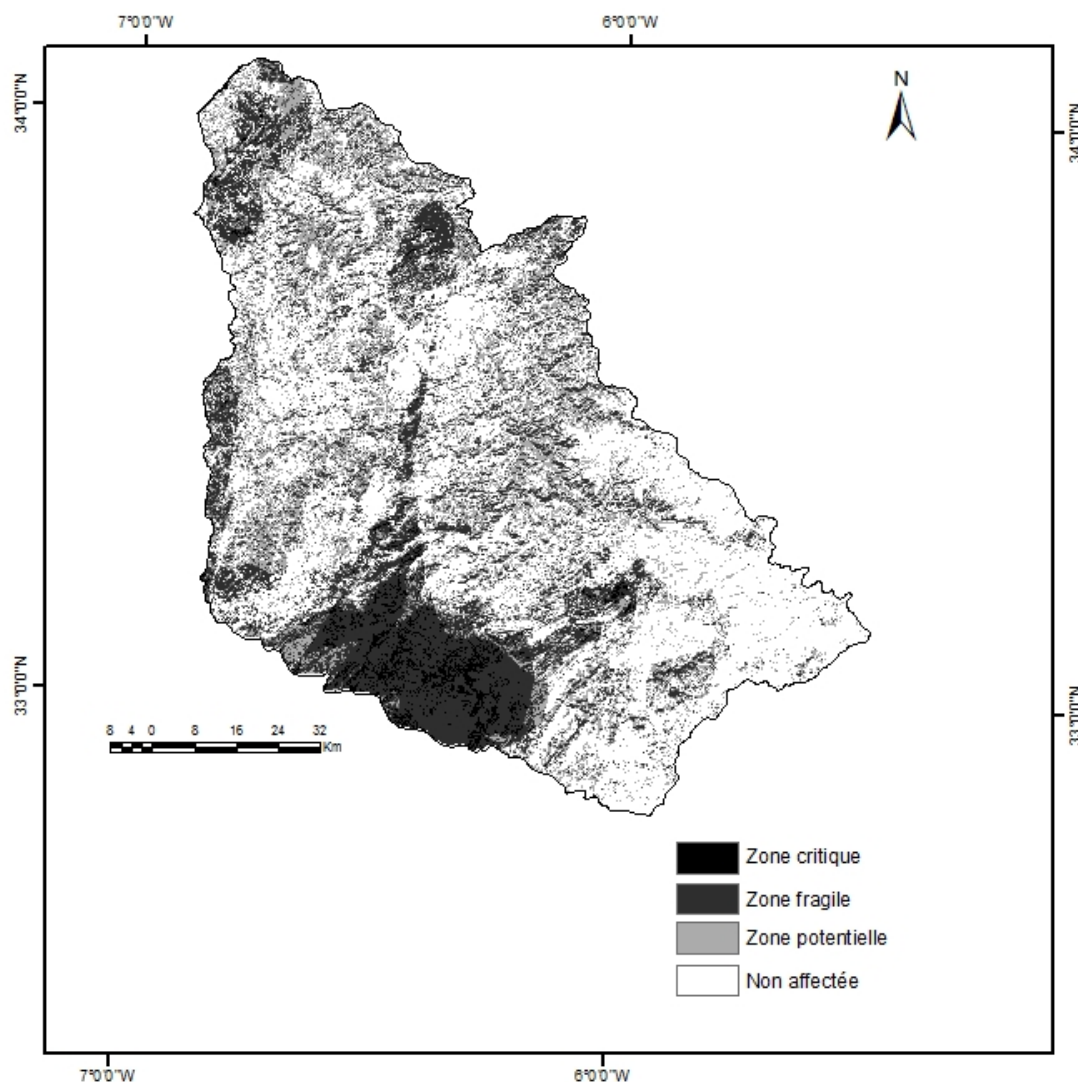 7°0'0"W 6°0'0"W
34°0'0"N
N
34°0'0"N
33°0'0"N
33°0'0"N
8 4 0 8 16 24 32
Km
Zone critique
Zone fragile
Zone potentielle
Non affectée
7°0'0"W 6°0'0"W